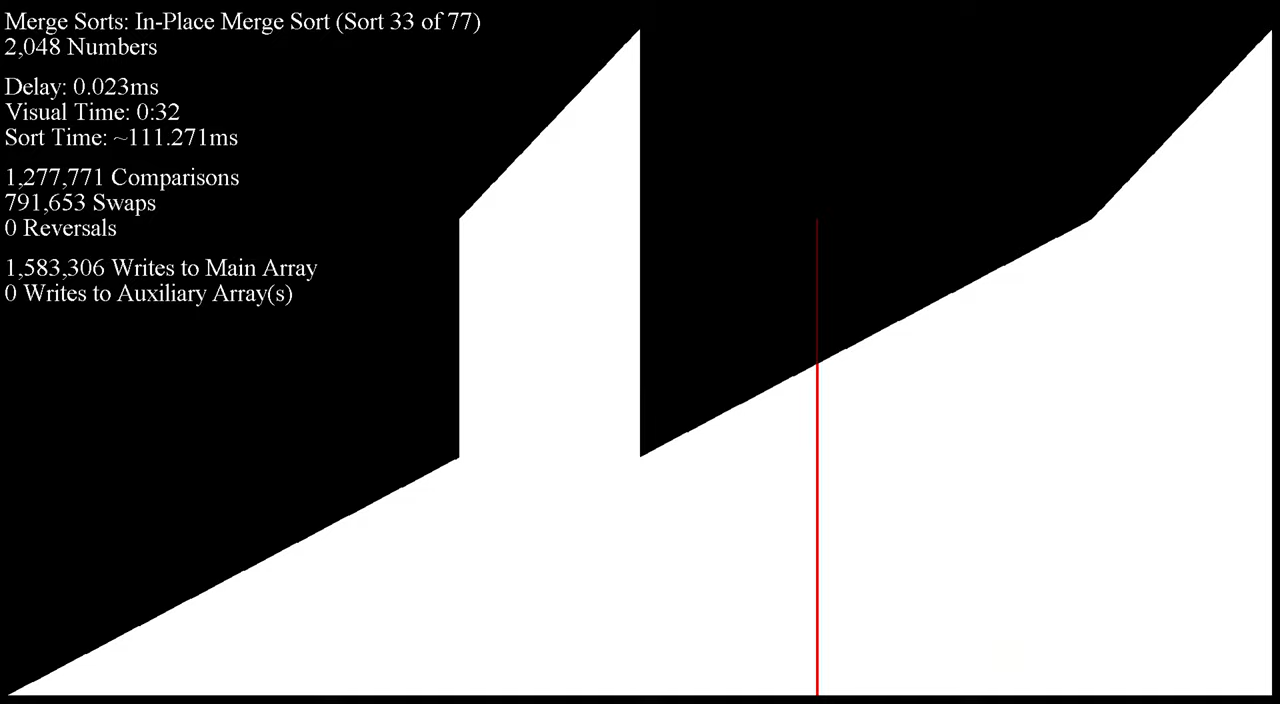 Merge Sorts: In-Place Merge Sort (Sort 33 of 77)
2,048 Numbers
Delay: 0.023ms
Visual Time: 0:32
Sort Time: ~111.271ms
1,277,771 Comparisons
791,653 Swaps
0 Reversals
1,583,306 Writes to Main Array
0 Writes to Auxiliary Array(s)